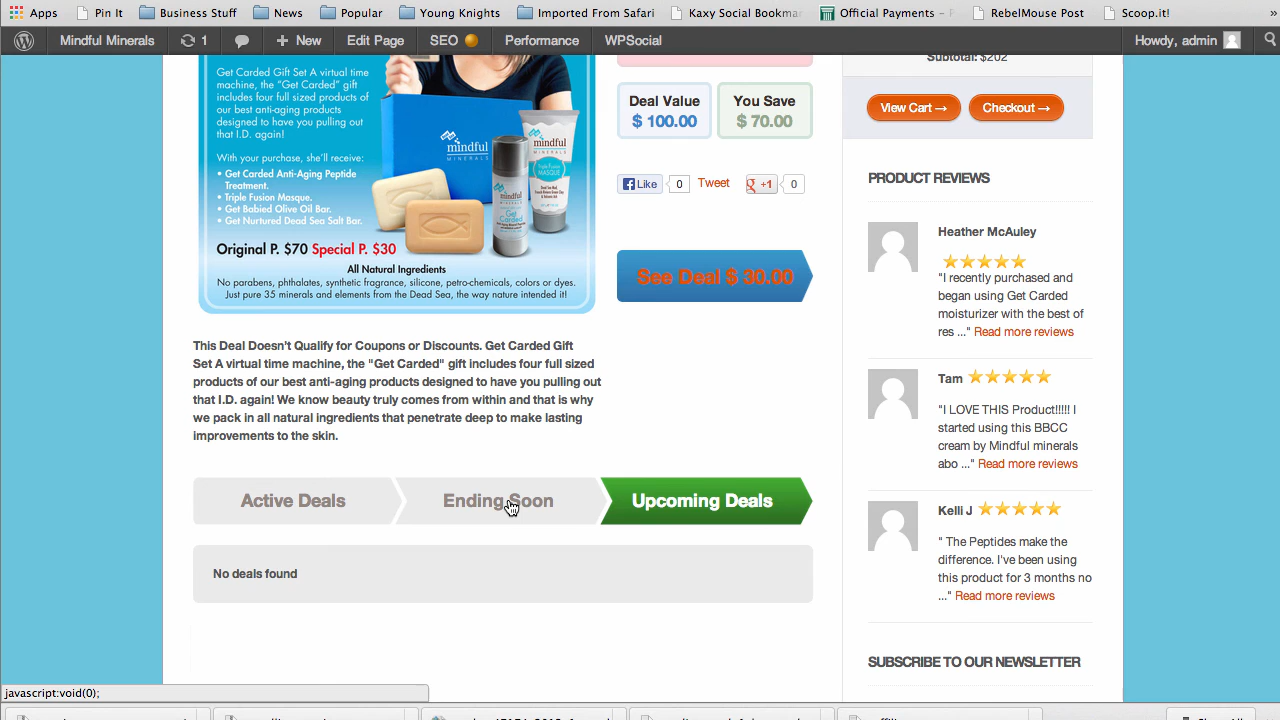 Apps Pin It Business Stuff News Popular Young Knights Imported From Safari Kaxy Social Bookmar Official Payments – F RebelMouse Post Scoop.it! »
Mindful Minerals 1 + New Edit Page SEO Performance WPSocial Howdy, admin
Get Carded Gift Set A virtual time
machine, the "Get Carded" gift
includes four full sized products of
our best anti-aging products
designed to have you pulling out
that I.D. again!
With your purchase, she'll receive:
• Get Carded Anti-Aging Peptide
Treatment.
• Triple Fusion Masque.
• Get Babied Olive Oil Bar.
• Get Nurtured Dead Sea Salt Bar.
mindful
MINERALS
mindful
MINERALS
Get
Carded
mindful
Triple Fusion
MASQUE
Original P. $70 Special P. $30
All Natural Ingredients
No parabens, phthalates, synthetic fragrance, silicone, petro-chemicals, colors or dyes.
Just pure 35 minerals and elements from the Dead Sea, the way nature intended it!
Deal Value
$ 100.00
You Save
$ 70.00
Like 0 Tweet g +1 0
See Deal $ 30.00
This Deal Doesn't Qualify for Coupons or Discounts. Get Carded Gift
Set A virtual time machine, the "Get Carded" gift includes four full sized
products of our best anti-aging products designed to have you pulling out
that I.D. again! We know beauty truly comes from within and that is why
we pack in all natural ingredients that penetrate deep to make lasting
improvements to the skin.
Active Deals Ending Soon Upcoming Deals
No deals found
Subtotal: $202
View Cart → Checkout →
PRODUCT REVIEWS
Heather McAuley
"I recently purchased and
began using Get Carded
moisturizer with the best of
res ..." Read more reviews
Tam
"I LOVE THIS Product!!!!! I
started using this BBCC
cream by Mindful minerals
abo ..." Read more reviews
Kelli J
" The Peptides make the
difference. I've been using
this product for 3 months no
..." Read more reviews
SUBSCRIBE TO OUR NEWSLETTER
javascript:void(0);